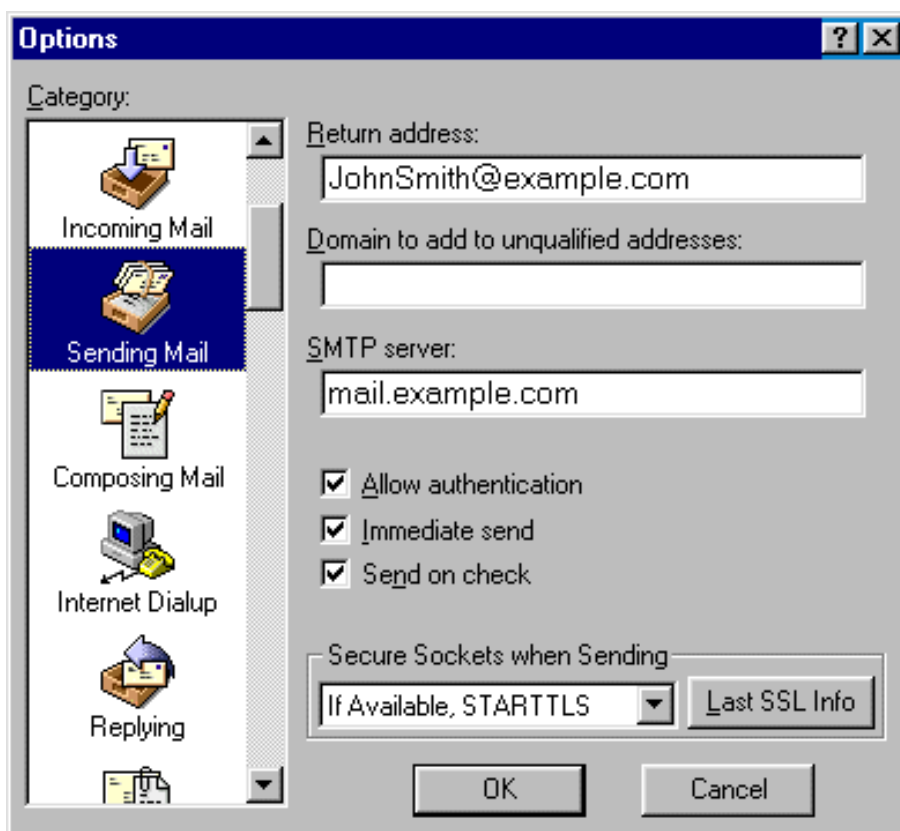 Options
Category:
Incoming Mail
Sending Mail
Composing Mail
Internet Dialup
Replying
Return address:
JohnSmith@example.com
Domain to add to unqualified addresses:
SMTP server:
mail.example.com
Allow authentication
Immediate send
Send on check
Secure Sockets when Sending
If Available, STARTTLS
Last SSL Info
OK
Cancel